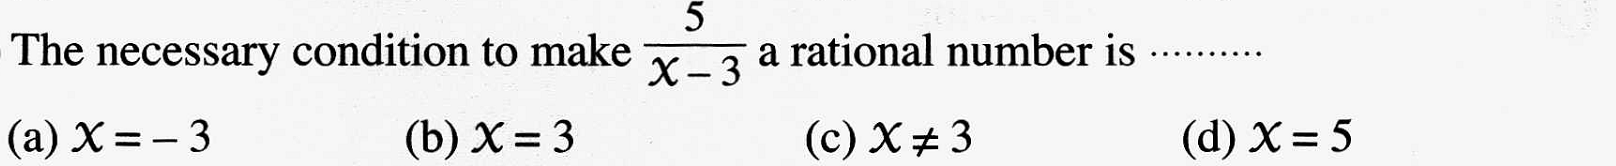 The necessary condition to make 5/(x – 3) a rational number is ..........
(a) x = – 3 (b) x = 3 (c) x ≠ 3 (d) x = 5